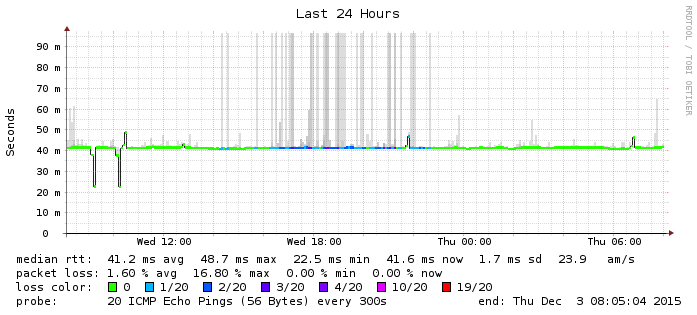 Last 24 Hours
RRDTOOL / TOBI OETIKER
Seconds
90 m
80 m
70 m
60 m
50 m
40 m
30 m
20 m
10 m
0
Wed 12:00 Wed 18:00 Thu 00:00 Thu 06:00
median rtt: 41.2 ms avg 48.7 ms max 22.5 ms min 41.6 ms now 1.7 ms sd 23.9 am/s
packet loss: 1.60 % avg 16.80 % max 0.00 % min 0.00 % now
loss color: 0 1/20 2/20 3/20 4/20 10/20 19/20
probe: 20 ICMP Echo Pings (56 Bytes) every 300s end: Thu Dec 3 08:05:04 2015